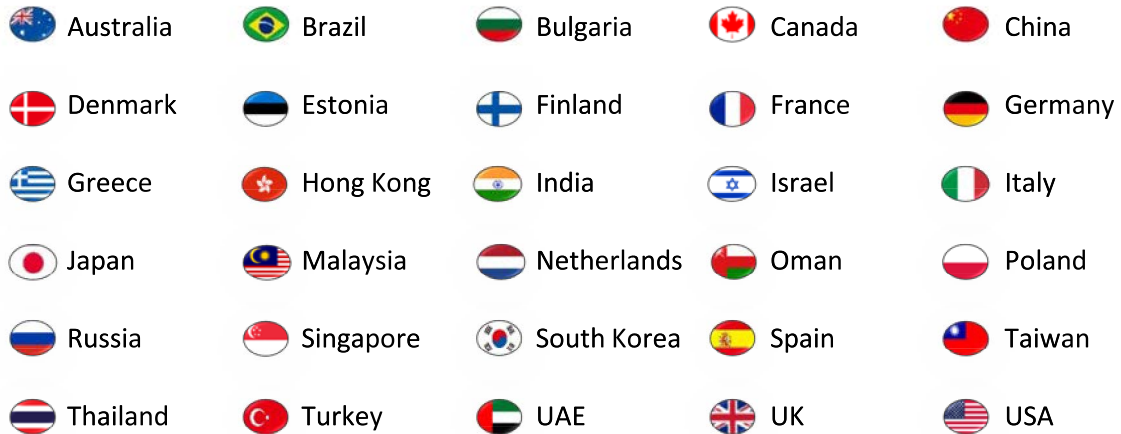 Australia Brazil Bulgaria Canada China
Denmark Estonia Finland France Germany
Greece Hong Kong India Israel Italy
Japan Malaysia Netherlands Oman Poland
Russia Singapore South Korea Spain Taiwan
Thailand Turkey UAE UK USA